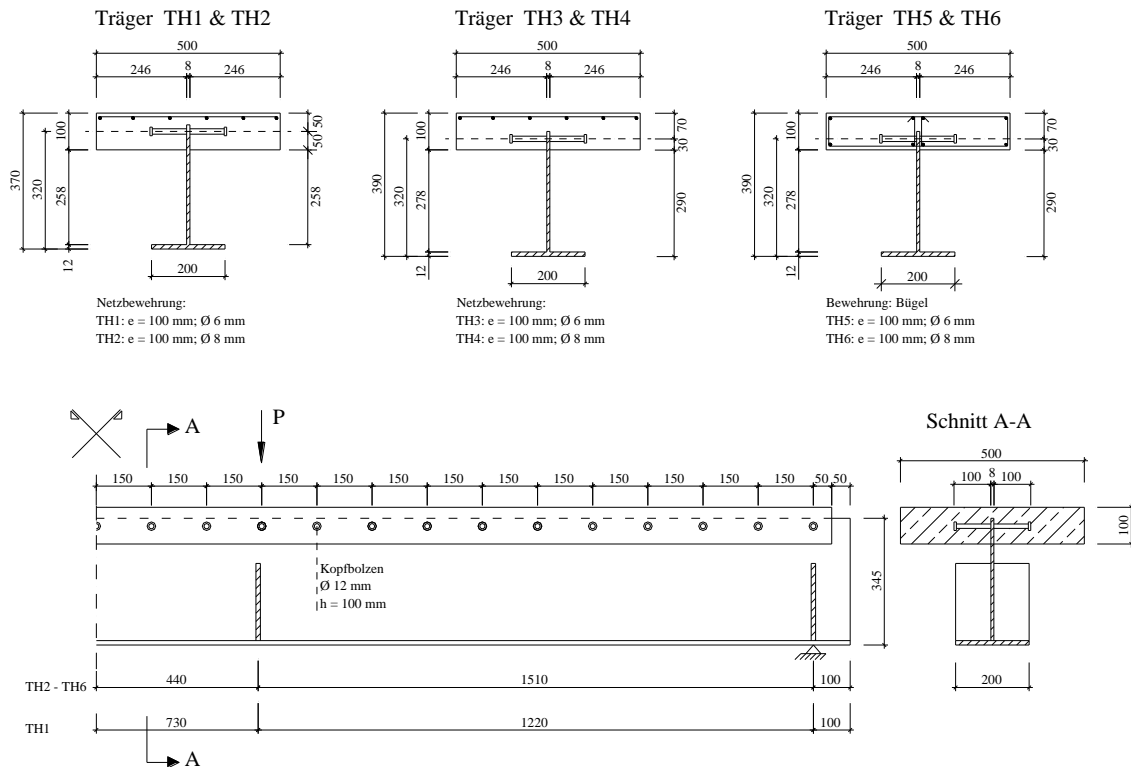 Träger TH1 & TH2
Träger TH3 & TH4
Träger TH5 & TH6
500
246 8 246
370 320 100 258 12
50 50 258
200
Netzbewehrung:
TH1: e = 100 mm; Ø 6 mm
TH2: e = 100 mm; Ø 8 mm
500
246 8 246
390 320 100 278 12
70 30 290
200
Netzbewehrung:
TH3: e = 100 mm; Ø 6 mm
TH4: e = 100 mm; Ø 8 mm
500
246 8 246
390 320 100 278 12
70 30 290
200
Bewehrung: Bügel
TH5: e = 100 mm; Ø 6 mm
TH6: e = 100 mm; Ø 8 mm
A
P
150 150 150 150 150 150 150 150 150 150 150 150 150 50 50
Kopfbolzen
Ø 12 mm
h = 100 mm
345
TH2 - TH6 440 1510 100
TH1 730 1220 100
A
Schnitt A-A
500
100 8 100
100
200